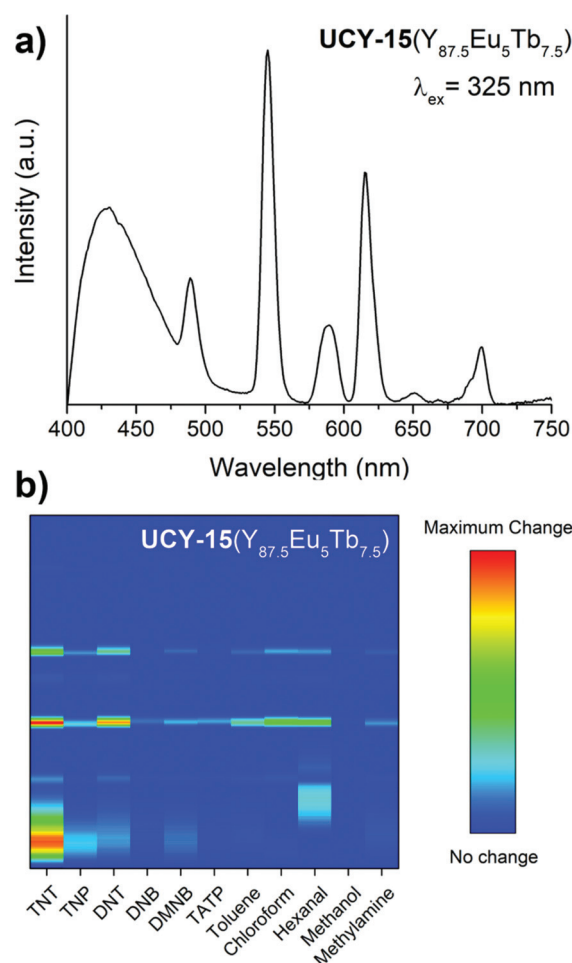 a)
UCY-15(Y87.5Eu5Tb7.5)
λex= 325 nm
Intensity (a.u.)
400 450 500 550 600 650 700 750
Wavelength (nm)
b)
UCY-15(Y87.5Eu5Tb7.5)
Maximum Change
No change
TNT
TNP
DNT
DNB
DMNB
TATP
Toluene
Chloroform
Hexanal
Methanol
Methylamine